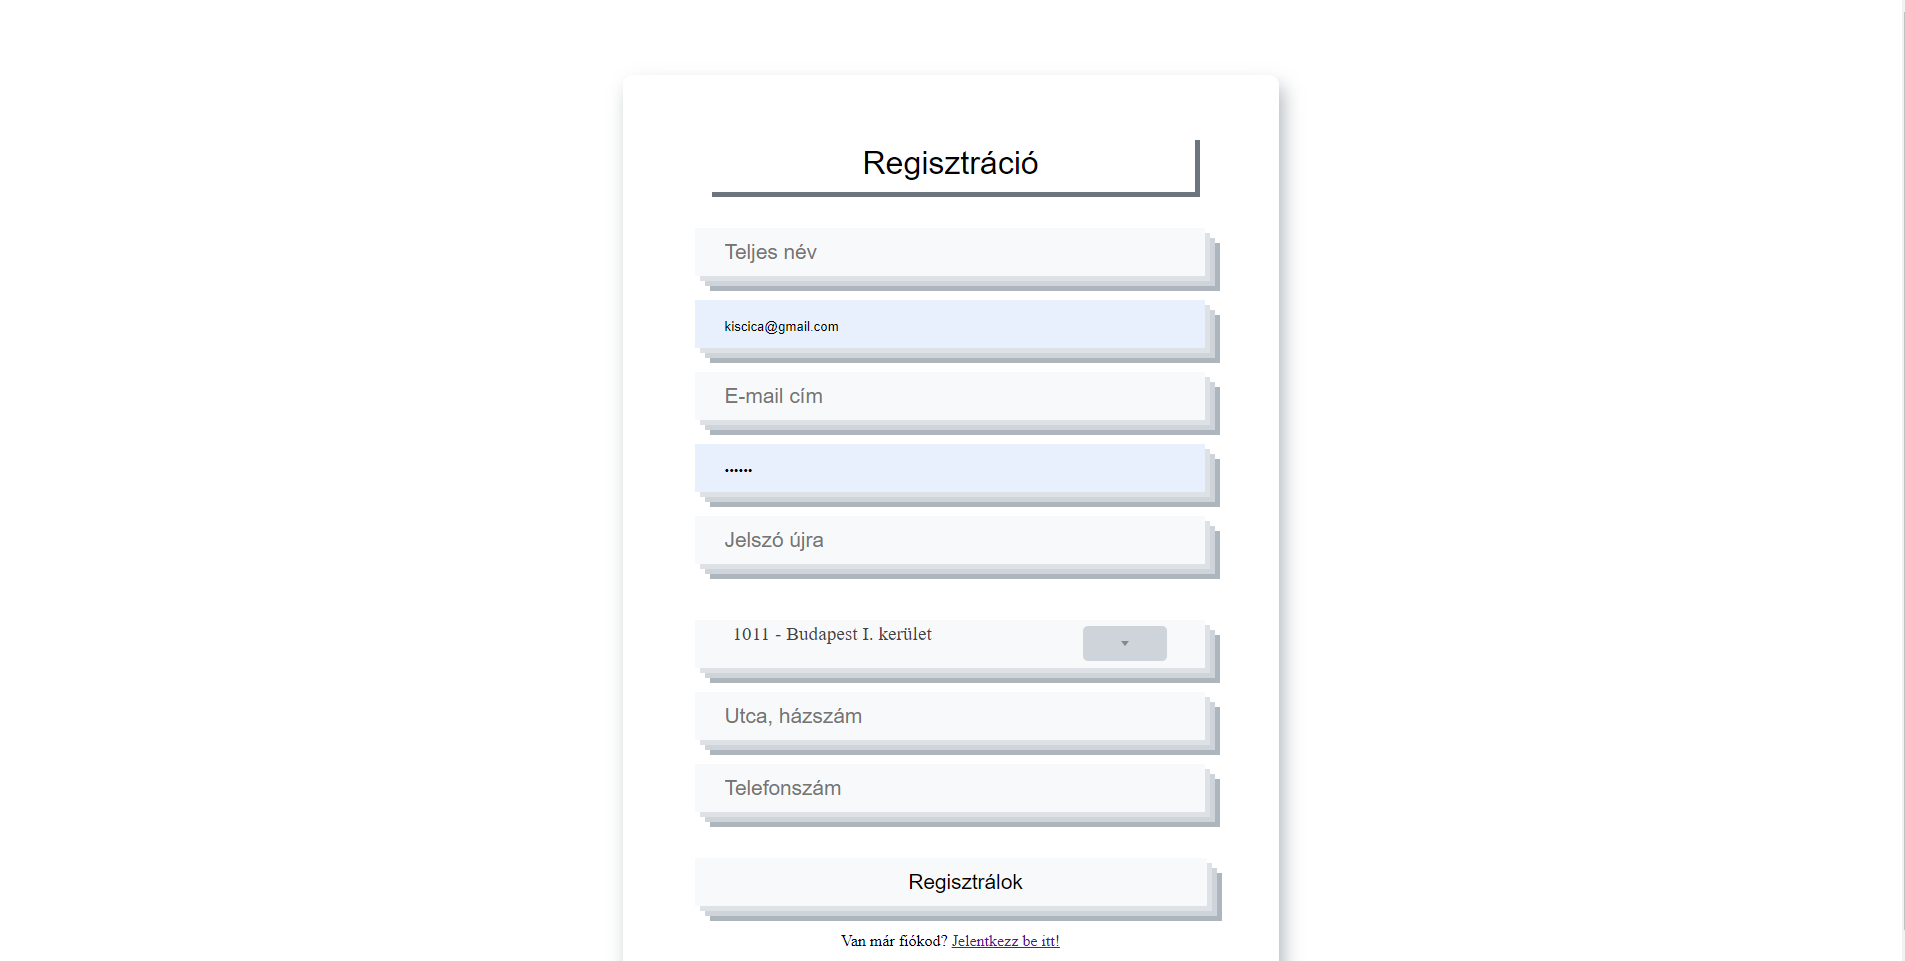 Regisztráció
Teljes név
kiscica@gmail.com
E-mail cím
••••••
Jelszó újra
1011 - Budapest I. kerület
Utca, házszám
Telefonszám
Regisztrálok
Van már fiókod? Jelentkezz be itt!